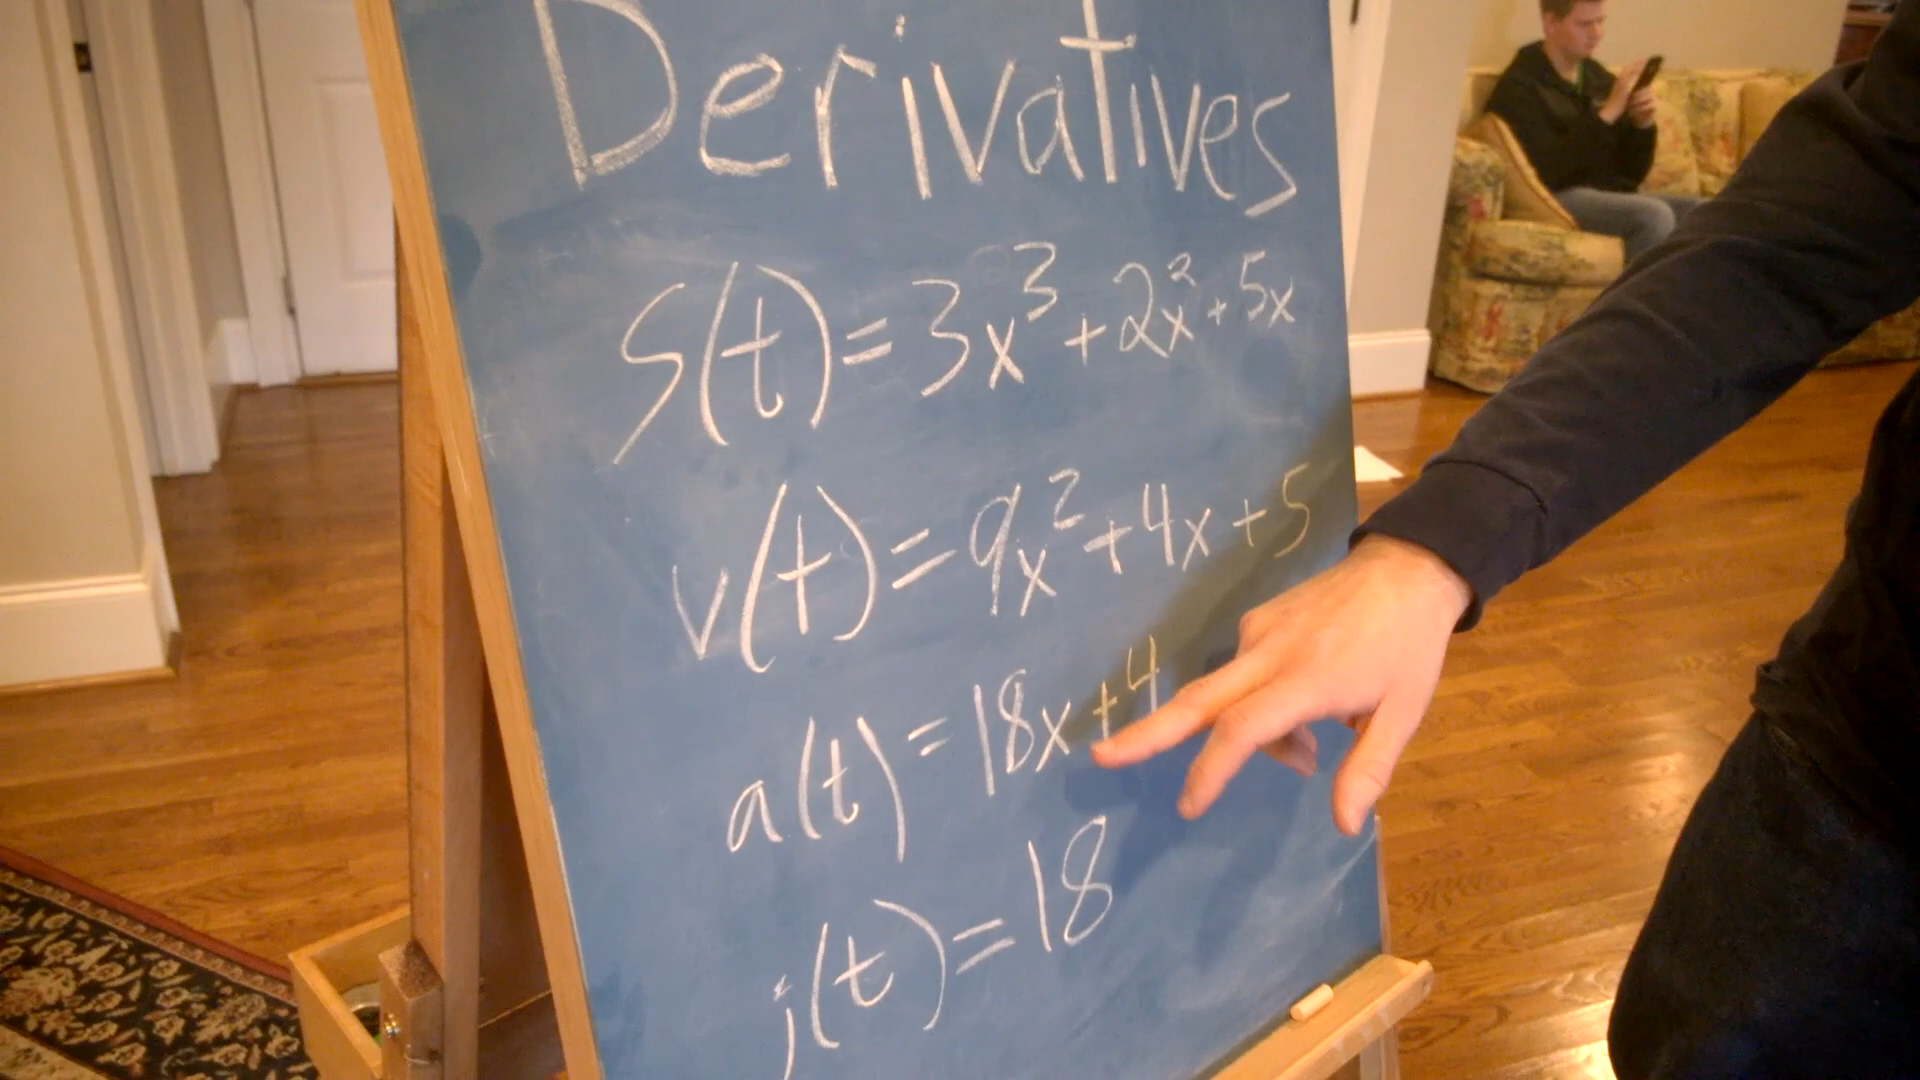 Derivatives
S(t) = 3x³ + 2x² + 5x
v(t) = 9x² + 4x + 5
a(t) = 18x + 4
j(t) = 18